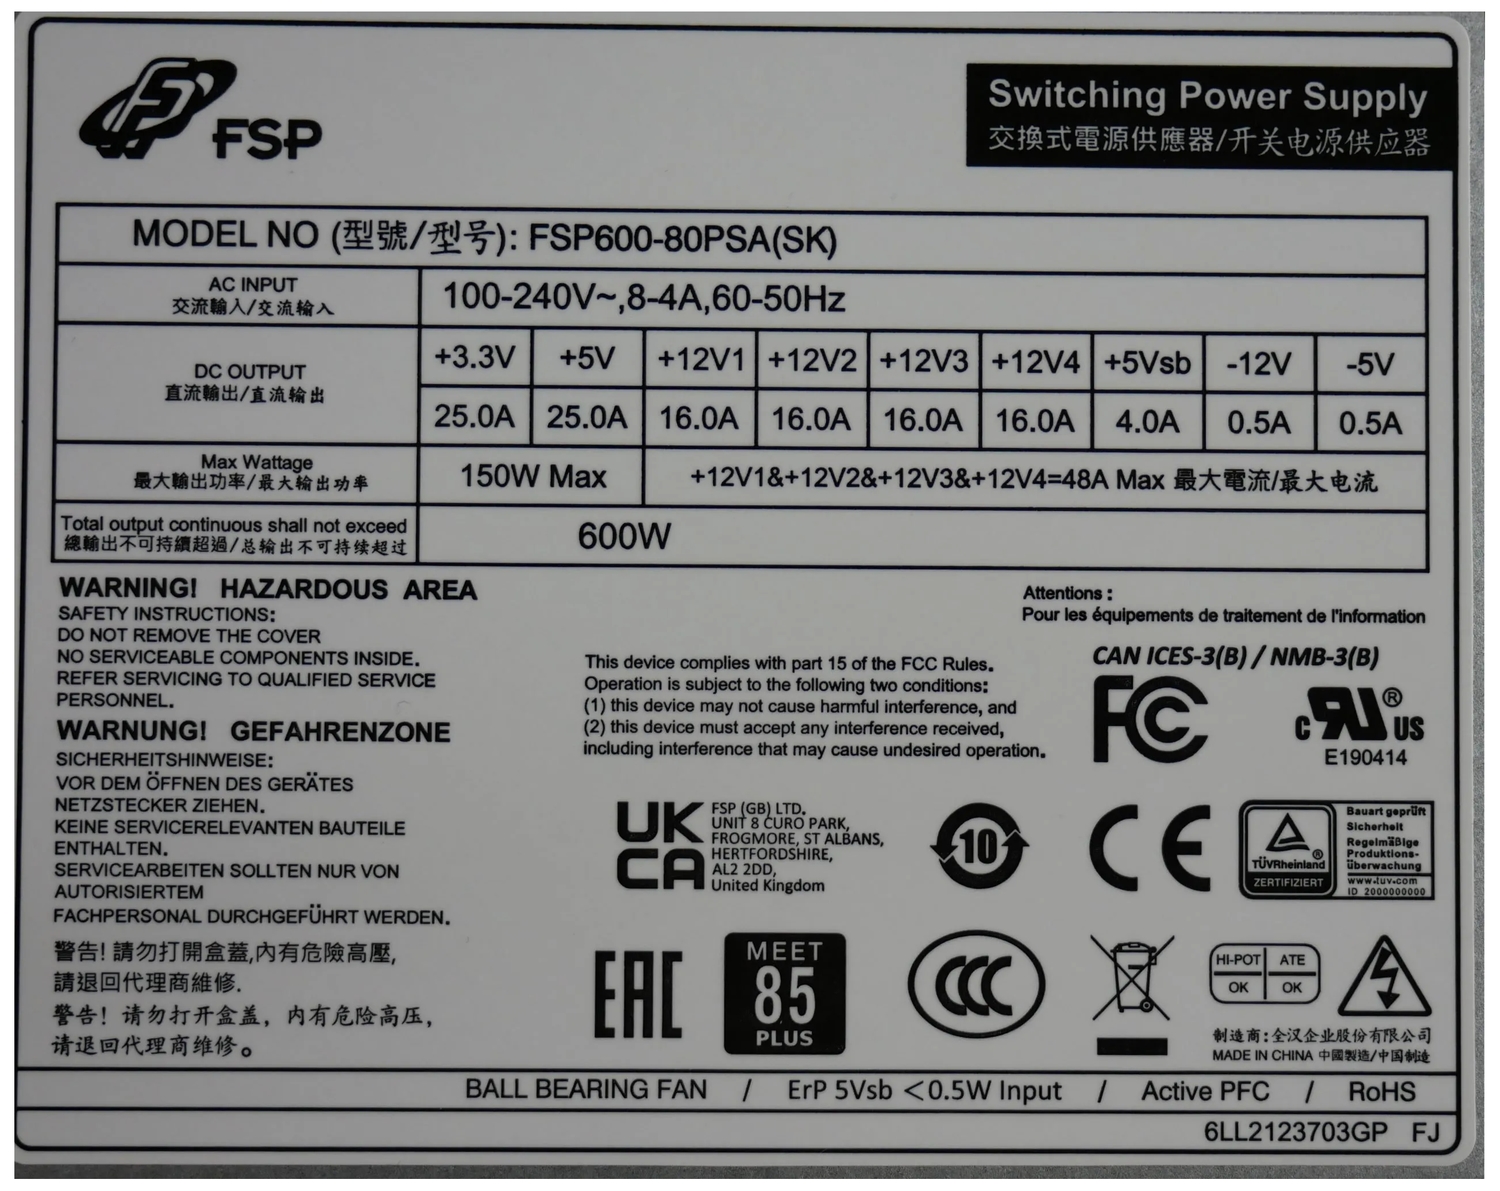 FSP
Switching Power Supply
交換式電源供應器/开关电源供应器
MODEL NO (型號/型号): FSP600-80PSA(SK)
AC INPUT
交流輸入/交流输入
100-240V~,8-4A,60-50Hz
DC OUTPUT
直流輸出/直流输出
+3.3V +5V +12V1 +12V2 +12V3 +12V4 +5Vsb -12V -5V
25.0A 25.0A 16.0A 16.0A 16.0A 16.0A 4.0A 0.5A 0.5A
Max Wattage
最大輸出功率/最大输出功率
150W Max
+12V1&+12V2&+12V3&+12V4=48A Max 最大電流/最大电流
Total output continuous shall not exceed
總輸出不可持續超過/总输出不可持续超过
600W
WARNING! HAZARDOUS AREA
SAFETY INSTRUCTIONS:
DO NOT REMOVE THE COVER
NO SERVICEABLE COMPONENTS INSIDE.
REFER SERVICING TO QUALIFIED SERVICE
PERSONNEL.
WARNUNG! GEFAHRENZONE
SICHERHEITSHINWEISE:
VOR DEM ÖFFNEN DES GERÄTES
NETZSTECKER ZIEHEN.
KEINE SERVICERELEVANTEN BAUTEILE
ENTHALTEN.
SERVICEARBEITEN SOLLTEN NUR VON
AUTORISIERTEM
FACHPERSONAL DURCHGEFÜHRT WERDEN.
警告! 請勿打開盒蓋,內有危險高壓,
請退回代理商維修.
警告! 请勿打开盒盖，内有危险高压，
请退回代理商维修。
Attentions :
Pour les équipements de traitement de l'information
This device complies with part 15 of the FCC Rules.
Operation is subject to the following two conditions:
(1) this device may not cause harmful interference, and
(2) this device must accept any interference received,
including interference that may cause undesired operation.
CAN ICES-3(B) / NMB-3(B)
FC
c RU ® US
E190414
UK
CA
FSP (GB) LTD.
UNIT 8 CURO PARK,
FROGMORE, ST ALBANS,
HERTFORDSHIRE,
AL2 2DD,
United Kingdom
10
CE
TÜVRheinland ®
ZERTIFIZIERT
Bauart geprüft
Sicherheit
Regelmäßige
Produktions-
überwachung
www.tuv.com
ID 2000000000
EAC
MEET
85
PLUS
CCC
HI-POT ATE
OK OK
制造商:全汉企业股份有限公司
MADE IN CHINA 中國製造/中国制造
BALL BEARING FAN / ErP 5Vsb <0.5W Input / Active PFC / RoHS
6LL2123703GP FJ